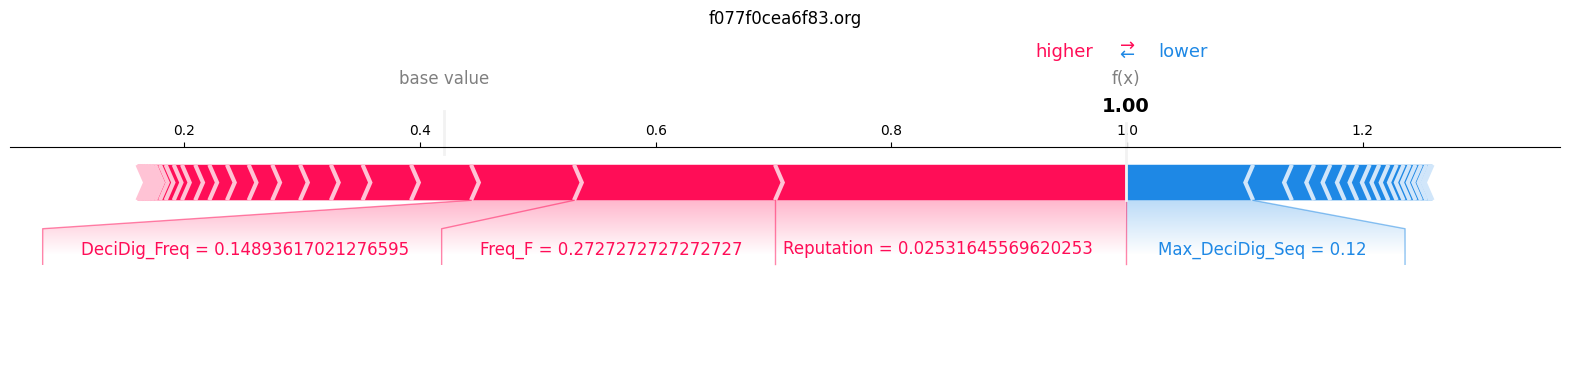 f077f0cea6f83.org
higher ⇄ lower
base value f(x)
1.00
0.2 0.4 0.6 0.8 1.0 1.2
DeciDig_Freq = 0.14893617021276595 Freq_F = 0.2727272727272727 Reputation = 0.02531645569620253 Max_DeciDig_Seq = 0.12